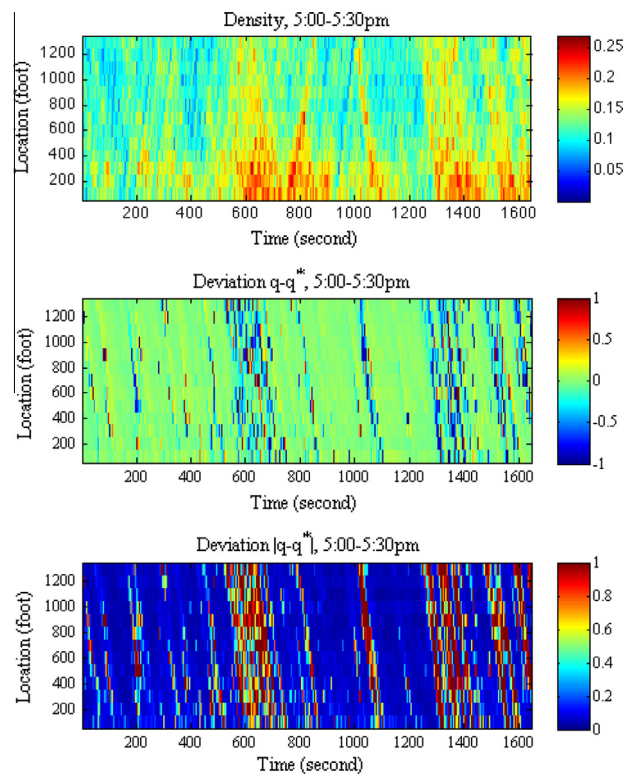 Density, 5:00-5:30pm
Location (foot)
1200
1000
800
600
400
200
0.25
0.2
0.15
0.1
0.05
200 400 600 800 1000 1200 1400 1600
Time (second)
Deviation q-q*, 5:00-5:30pm
Location (foot)
1200
1000
800
600
400
200
1
0.5
0
-0.5
-1
200 400 600 800 1000 1200 1400 1600
Time (second)
Deviation |q-q*|, 5:00-5:30pm
Location (foot)
1200
1000
800
600
400
200
1
0.8
0.6
0.4
0.2
0
200 400 600 800 1000 1200 1400 1600
Time (second)